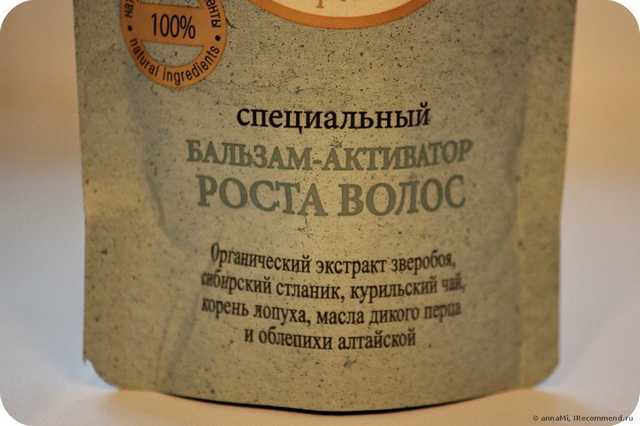 100%
natural ingredients
специальный
БАЛЬЗАМ-АКТИВАТОР
РОСТА ВОЛОС
Органический экстракт зверобоя,
сибирский стланик, курильский чай,
корень лопуха, масла дикого перца
и облепихи алтайской
© annaMi, IRecommend.ru